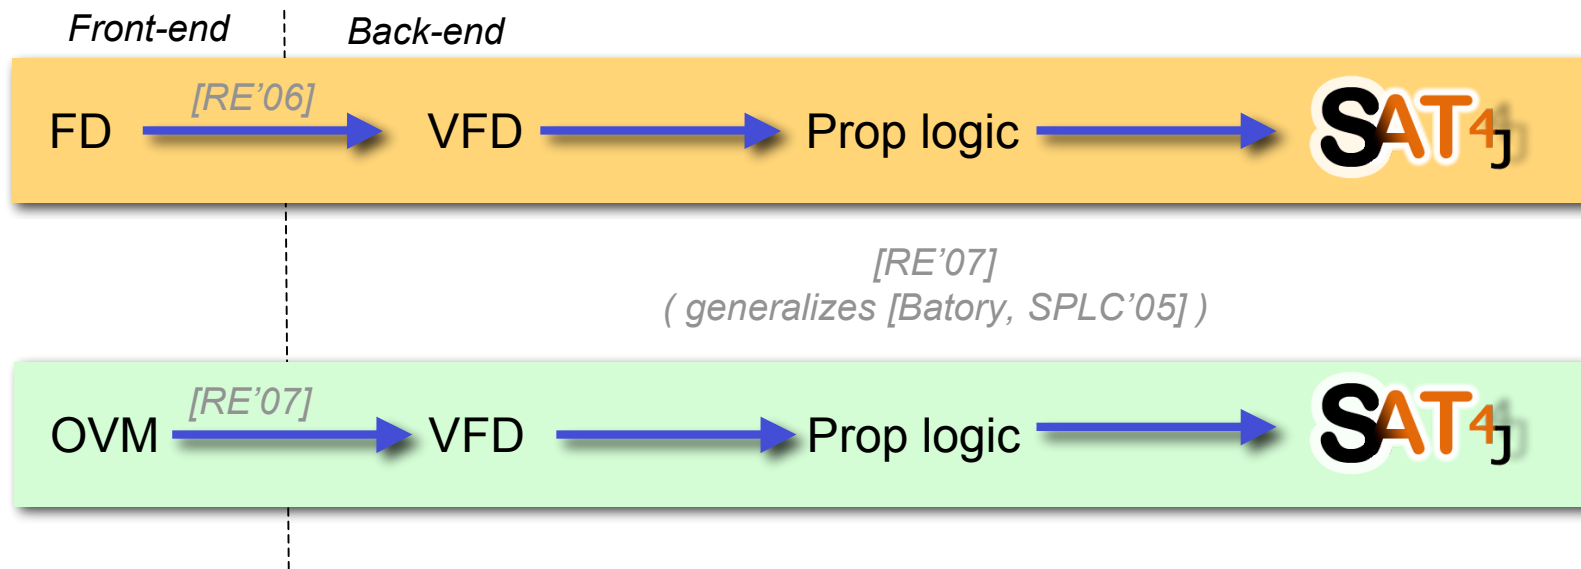 Front-end Back-end
[RE'06]
FD VFD Prop logic SAT4j
[RE'07]
( generalizes [Batory, SPLC'05] )
[RE'07]
OVM VFD Prop logic SAT4j